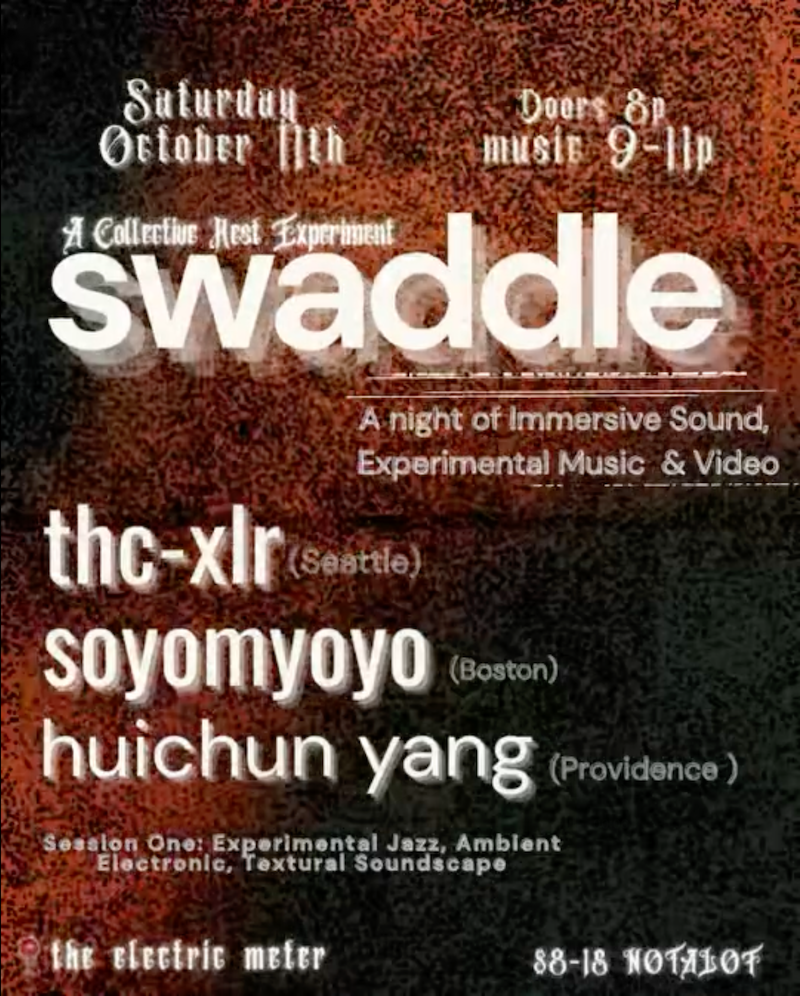 Saturday
October 11th
Doors 8p
music 9-11p
A Collective Rest Experiment
swaddle
A night of Immersive Sound,
Experimental Music & Video
thc-xlr (Seattle)
soyomyoyo (Boston)
huichun yang (Providence )
Session One: Experimental Jazz, Ambient
Electronic, Textural Soundscape
the electric meter
$8-18 NOTALOF